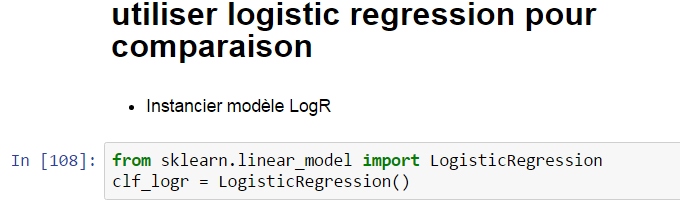 utiliser logistic regression pour
comparaison
• Instancier modèle LogR
In [108]: from sklearn.linear_model import LogisticRegression
clf_logr = LogisticRegression()